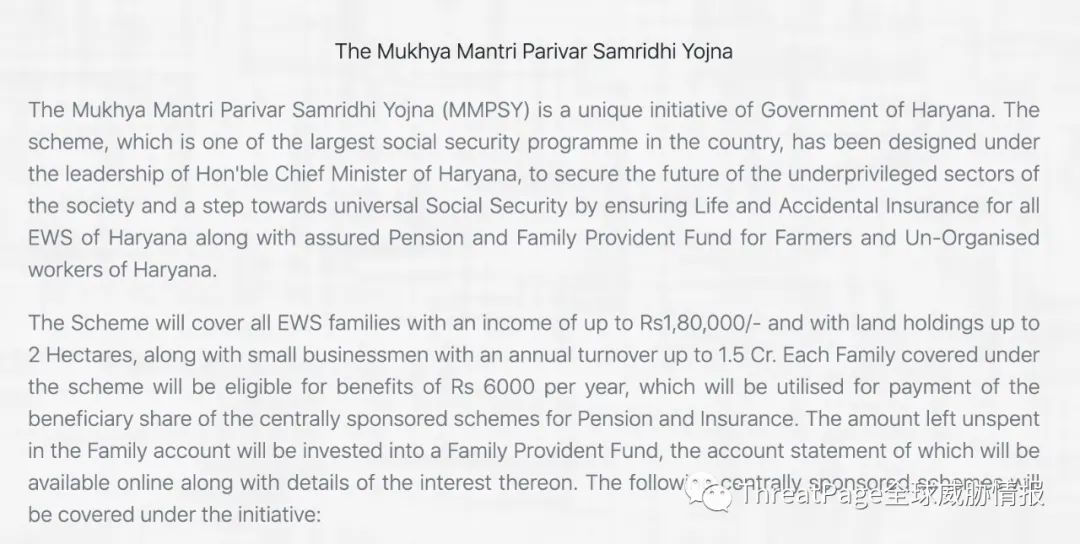 The Mukhya Mantri Parivar Samridhi Yojna
The Mukhya Mantri Parivar Samridhi Yojna (MMPSY) is a unique initiative of Government of Haryana. The
scheme, which is one of the largest social security programme in the country, has been designed under
the leadership of Hon'ble Chief Minister of Haryana, to secure the future of the underprivileged sectors of
the society and a step towards universal Social Security by ensuring Life and Accidental Insurance for all
EWS of Haryana along with assured Pension and Family Provident Fund for Farmers and Un-Organised
workers of Haryana.
The Scheme will cover all EWS families with an income of up to Rs1,80,000/- and with land holdings up to
2 Hectares, along with small businessmen with an annual turnover up to 1.5 Cr. Each Family covered under
the scheme will be eligible for benefits of Rs 6000 per year, which will be utilised for payment of the
beneficiary share of the centrally sponsored schemes for Pension and Insurance. The amount left unspent
in the Family account will be invested into a Family Provident Fund, the account statement of which will be
available online along with details of the interest thereon. The centrally sponsored schemes will
be covered under the initiative:
ThreatPage全球威胁情报